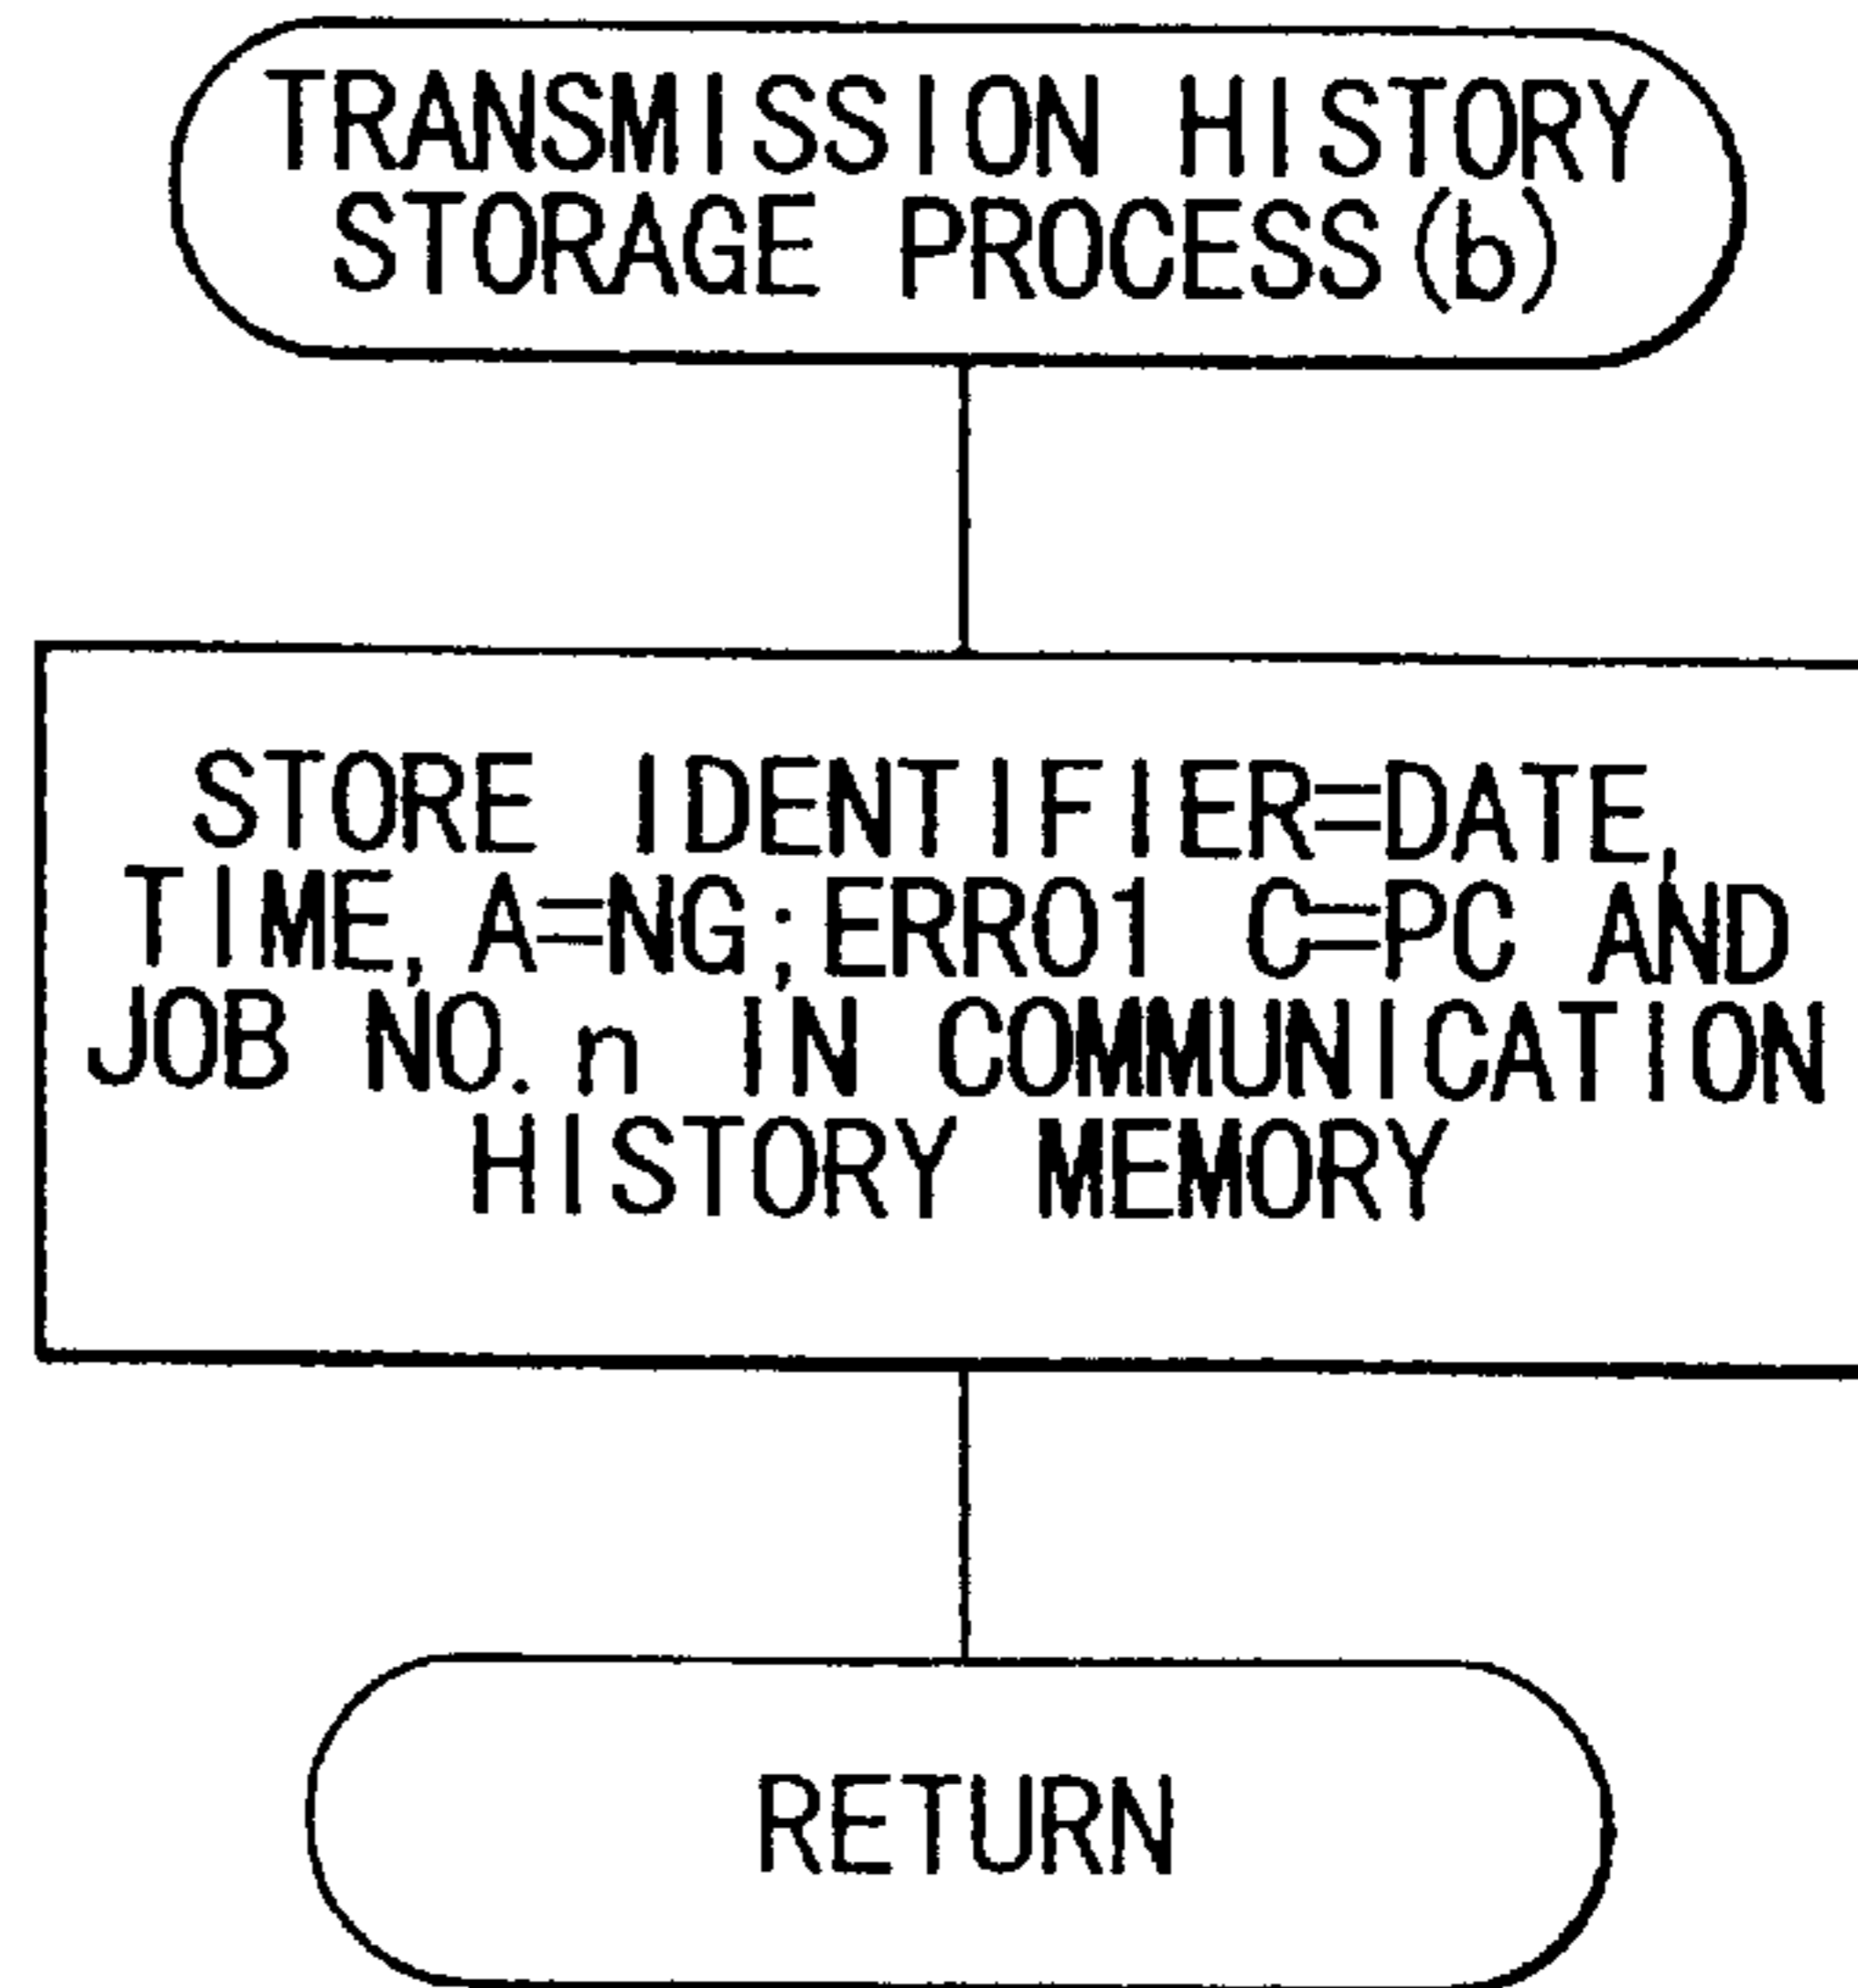 TRANSMISSION HISTORY
STORAGE PROCESS(b)
STORE IDENTIFIER=DATE,
TIME, A=NG;ERR01 C=PC AND
JOB NO. n IN COMMUNICATION
HISTORY MEMORY
RETURN